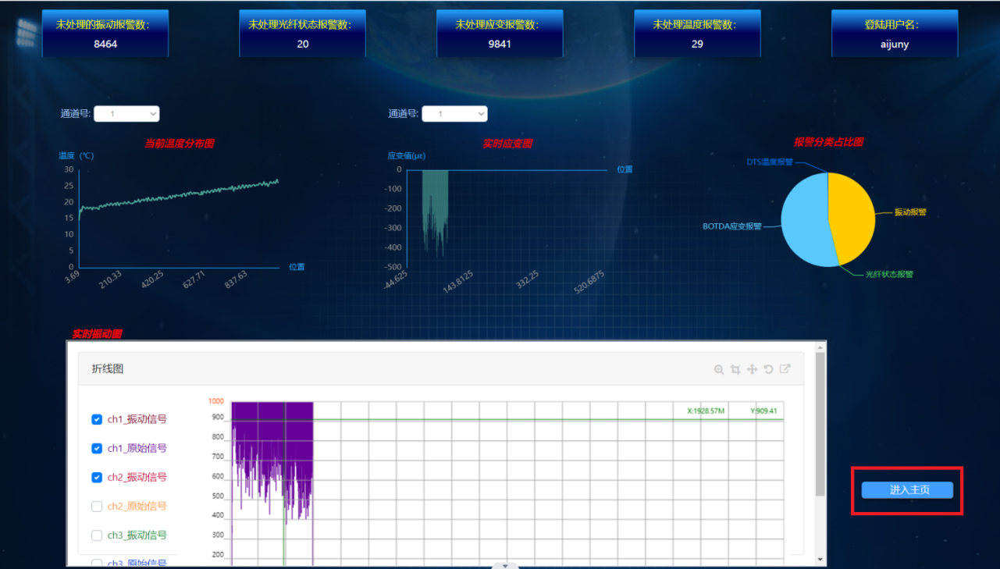 未处理的振动报警数:
8464
未处理光纤状态报警数:
20
未处理应变报警数:
9841
未处理温度报警数:
29
登陆用户名:
aijuny
通道号: 1
通道号: 1
当前温度分布图
温度（℃）
30
25
20
15
10
5
0
位置
3.69
210.33
420.25
627.71
837.63
实时应变图
应变值(με)
0
位置
-100
-200
-300
-400
-500
-44.625
143.8125
332.25
520.6875
报警分类占比图
DTS温度报警
振动报警
BOTDA应变报警
光纤状态报警
实时振动图
折线图
ch1_振动信号
ch1_原始信号
ch2_振动信号
ch2_原始信号
ch3_振动信号
ch3_原始信号
1000
900
800
700
600
500
400
300
200
X:1928.57M Y:909.41
进入主页